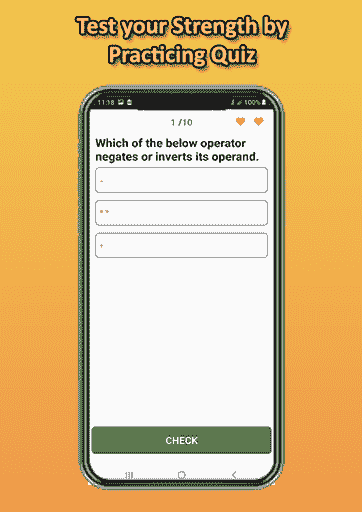 Test your Strength by
Practicing Quiz
11:18 100%
1 /10
Which of the below operator
negates or inverts its operand.
-
CHECK